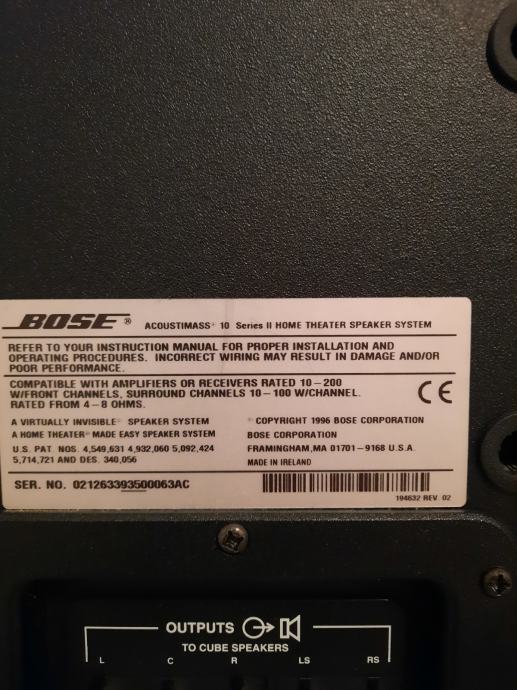 BOSE® ACOUSTIMASS® 10 Series II HOME THEATER SPEAKER SYSTEM
REFER TO YOUR INSTRUCTION MANUAL FOR PROPER INSTALLATION AND
OPERATING PROCEDURES. INCORRECT WIRING MAY RESULT IN DAMAGE AND/OR
POOR PERFORMANCE.
COMPATIBLE WITH AMPLIFIERS OR RECEIVERS RATED 10-200
W/FRONT CHANNELS, SURROUND CHANNELS 10-100 W/CHANNEL.
RATED FROM 4-8 OHMS.
CE
A VIRTUALLY INVISIBLE® SPEAKER SYSTEM
A HOME THEATER™ MADE EASY SPEAKER SYSTEM
U.S. PAT. NOS. 4,549,631 4,932,060 5,092,424
5,714,721 AND DES. 340,056
©COPYRIGHT 1996 BOSE CORPORATION
BOSE CORPORATION
FRAMINGHAM,MA 01701-9168 U.S.A.
MADE IN IRELAND
SER. NO. 021263393500063AC
194632 REV 02
OUTPUTS
TO CUBE SPEAKERS
L C R LS RS